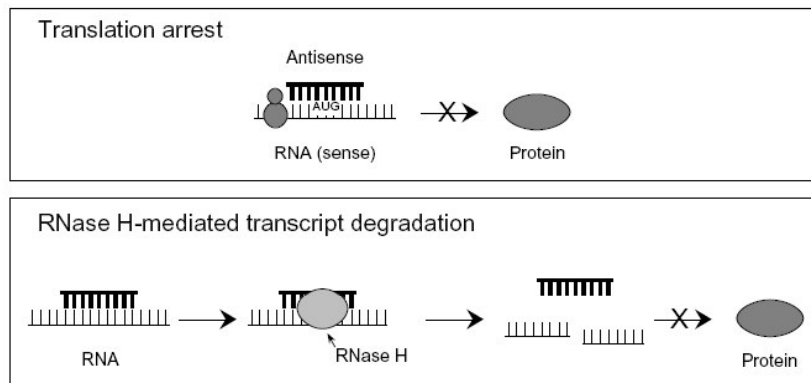 Translation arrest
Antisense
AUG
X
RNA (sense)
Protein
RNase H-mediated transcript degradation
X
RNA
RNase H
Protein